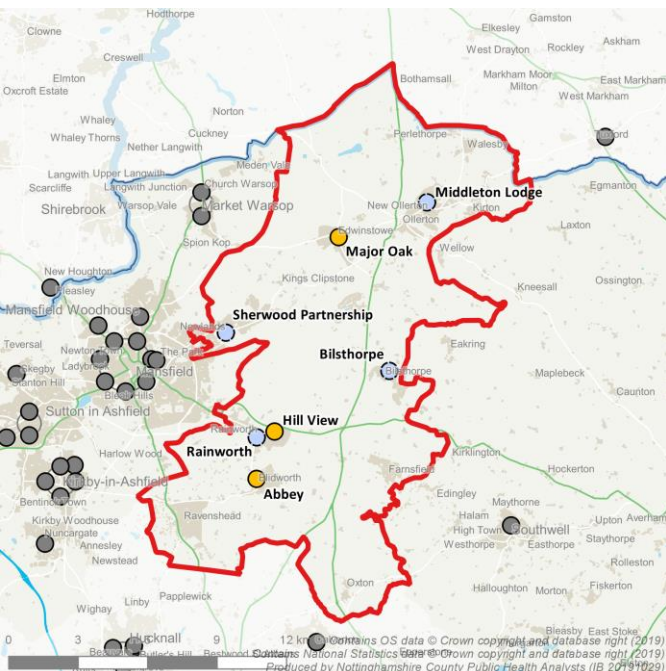 Hodthorpe
Gamston
Clowne
Elkesley
Askham
West Drayton
Rockley
Creswell
Elmton
Bothamsall
Markham Moor
East Markham
Oxcroft Estate
Milton
Norton
West Markham
Whaley
Cuckney
Perlethorpe
Whaley Thorns
Walesby
Nether Langwith
Meden Vale
Langwith
Upper Langwith
Egmanton
Scarcliffe
Langwith Junction
Church Warsop
Middleton Lodge
Shirebrook
Warsop Vale
Market Warsop
New Ollerton
Kirton
Ollerton
Laxton
Edwinstowe
Spion Kop
Major Oak
Wellow
New Houghton
Kings Clipstone
Ossington
Kneesall
Mansfield Woodhouse
Sherwood Partnership
Teversal
The Park
Bilsthorpe
Eakring
Skegby
Ladybrook
Mansfield
Bilsthorpe
Maplebeck
Stanton Hill
Caunton
Sutton in Ashfield
Hill View
Rainworth
Harlow Wood
Rainworth
Kirklington
Hockerton
Kirkby-in-Ashfield
Blidworth
Farnsfield
Abbey
Edingley
Maythorne
Ravenshead
Halam
Upton
Averham
Kirkby Woodhouse
High Town
Southwell
Nuncargate
Westhorpe
Easthorpe
Staythorpe
Annesley
Newstead
Rolleston
Oxton
Halloughton
Morton
Fiskerton
Linby
Papplewick
Wighay
Bleasby
East Stoke
0
3
6
12 km
Hucknall
Contains OS data © Crown copyright and database right (2019)
Contains National Statistics data © Crown copyright and database right (2019)
Produced by Nottinghamshire County Public Health Analysts (IB 20191029)